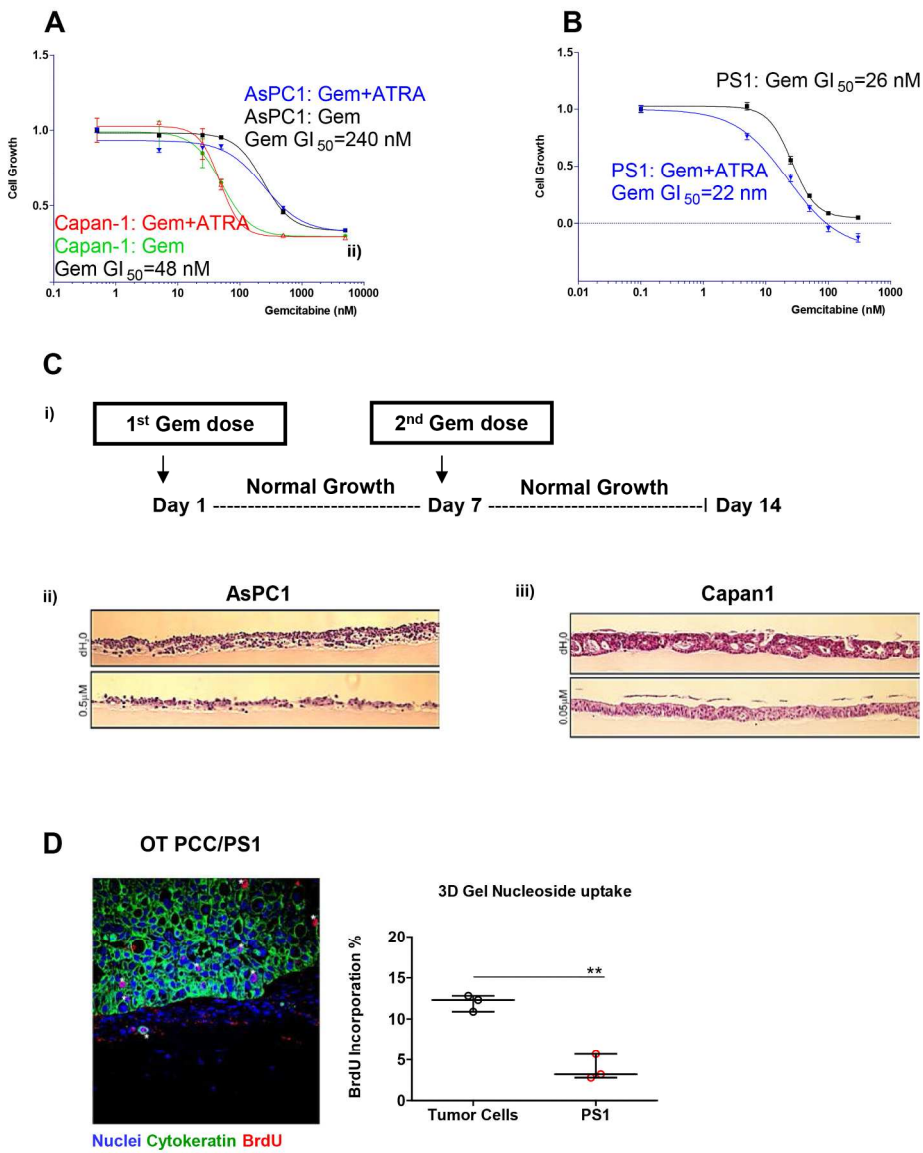 A
1.5
1.0
0.5
Cell Growth
AsPC1: Gem+ATRA
AsPC1: Gem
Gem GI50=240 nM
Capan-1: Gem+ATRA
Capan-1: Gem
Gem GI50=48 nM
ii)
0.1 1 10 100 1000 10000
Gemcitabine (nM)
B
1.5
1.0
0.5
0.0
-0.5
Cell Growth
PS1: Gem GI50=26 nM
PS1: Gem+ATRA
Gem GI50=22 nm
0.01 0.1 1 10 100 1000
Gemcitabine (nM)
C
i)
1st Gem dose
2nd Gem dose
Normal Growth
Normal Growth
Day 1
Day 7
Day 14
ii)
AsPC1
dH20
0.5µM
iii)
Capan1
dH20
0.05µM
D
OT PCC/PS1
Nuclei Cytokeratin BrdU
3D Gel Nucleoside uptake
BrdU Incorporation %
20
15
10
5
0
**
Tumor Cells
PS1